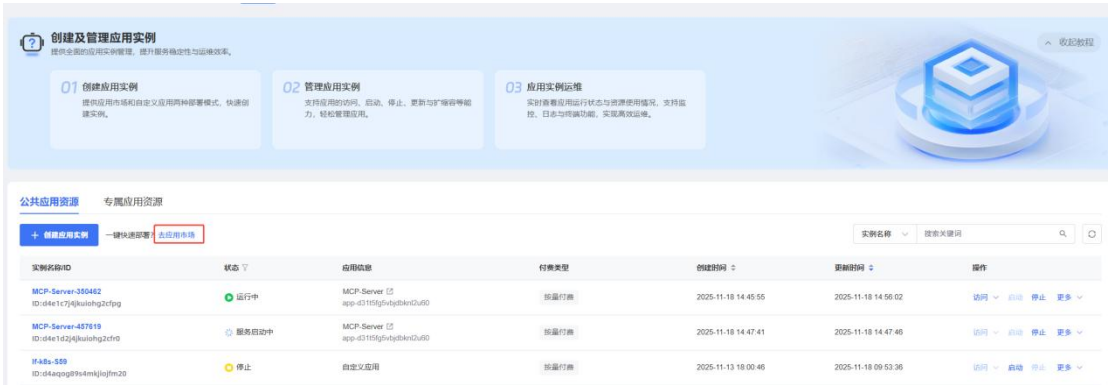 创建及管理应用实例
提供全面的应用实例管理，提升服务稳定性与运维效率。
收起教程
01 创建应用实例
提供应用市场和自定义应用两种部署模式，快速创
建实例。
02 管理应用实例
支持应用的访问、启动、停止、更新与扩缩容等能
力，轻松管理应用。
03 应用实例运维
实时查看应用运行状态与资源使用情况，支持监
控、日志与终端功能，实现高效运维。
公共应用资源 专属应用资源
+ 创建应用实例 一键快速部署? 去应用市场 实例名称 搜索关键词
实例名称/ID 状态 应用信息 付费类型 创建时间 更新时间 操作
MCP-Server-350462 运行中 MCP-Server 按量付费 2025-11-18 14:45:55 2025-11-18 14:56:02 访问 启动 停止 更多
ID:d4e1c7j4jkuiohg2cfpg app-d31t5fg5vbjdbknl2u60
MCP-Server-457619 服务启动中 MCP-Server 按量付费 2025-11-18 14:47:41 2025-11-18 14:47:46 访问 启动 停止 更多
ID:d4e1d2j4jkuiohg2cfr0 app-d31t5fg5vbjdbknl2u60
lf-k8s-S59 停止 自定义应用 按量付费 2025-11-13 18:00:46 2025-11-18 09:53:36 访问 启动 停止 更多
ID:d4aqog89s4mkjiojfm20